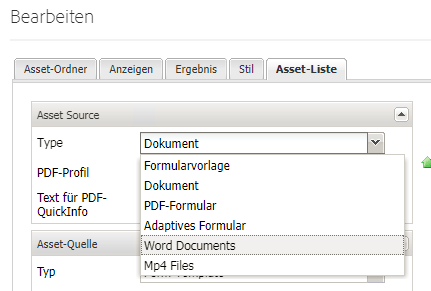 Bearbeiten
Asset-Ordner Anzeigen Ergebnis Stil Asset-Liste
Asset Source
Type Dokument
Formularvorlage
PDF-Profil
Dokument
Text für PDF-
QuickInfo
PDF-Formular
Adaptives Formular
Asset-Quelle
Word Documents
Typ
Mp4 Files